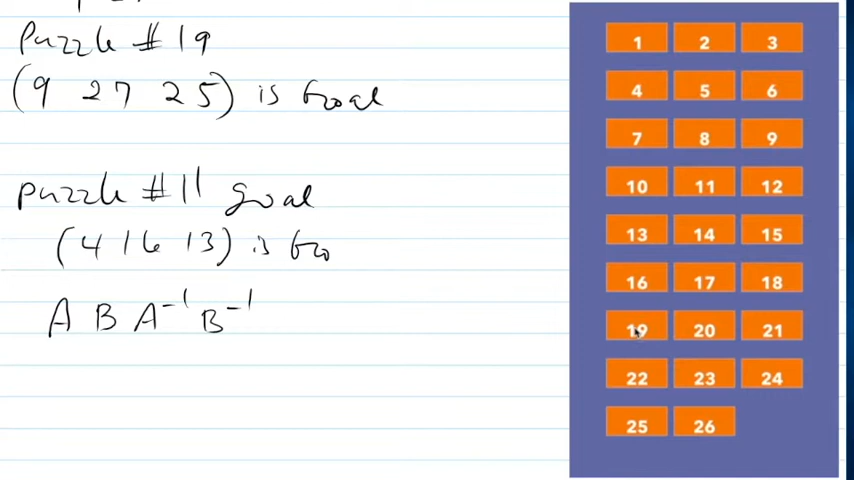 Puzzle # 19
(9 27 25) is Goal
puzzle # 11 goal
(4 16 13) is Go
A B A⁻¹ B⁻¹
1 2 3
4 5 6
7 8 9
10 11 12
13 14 15
16 17 18
19 20 21
22 23 24
25 26